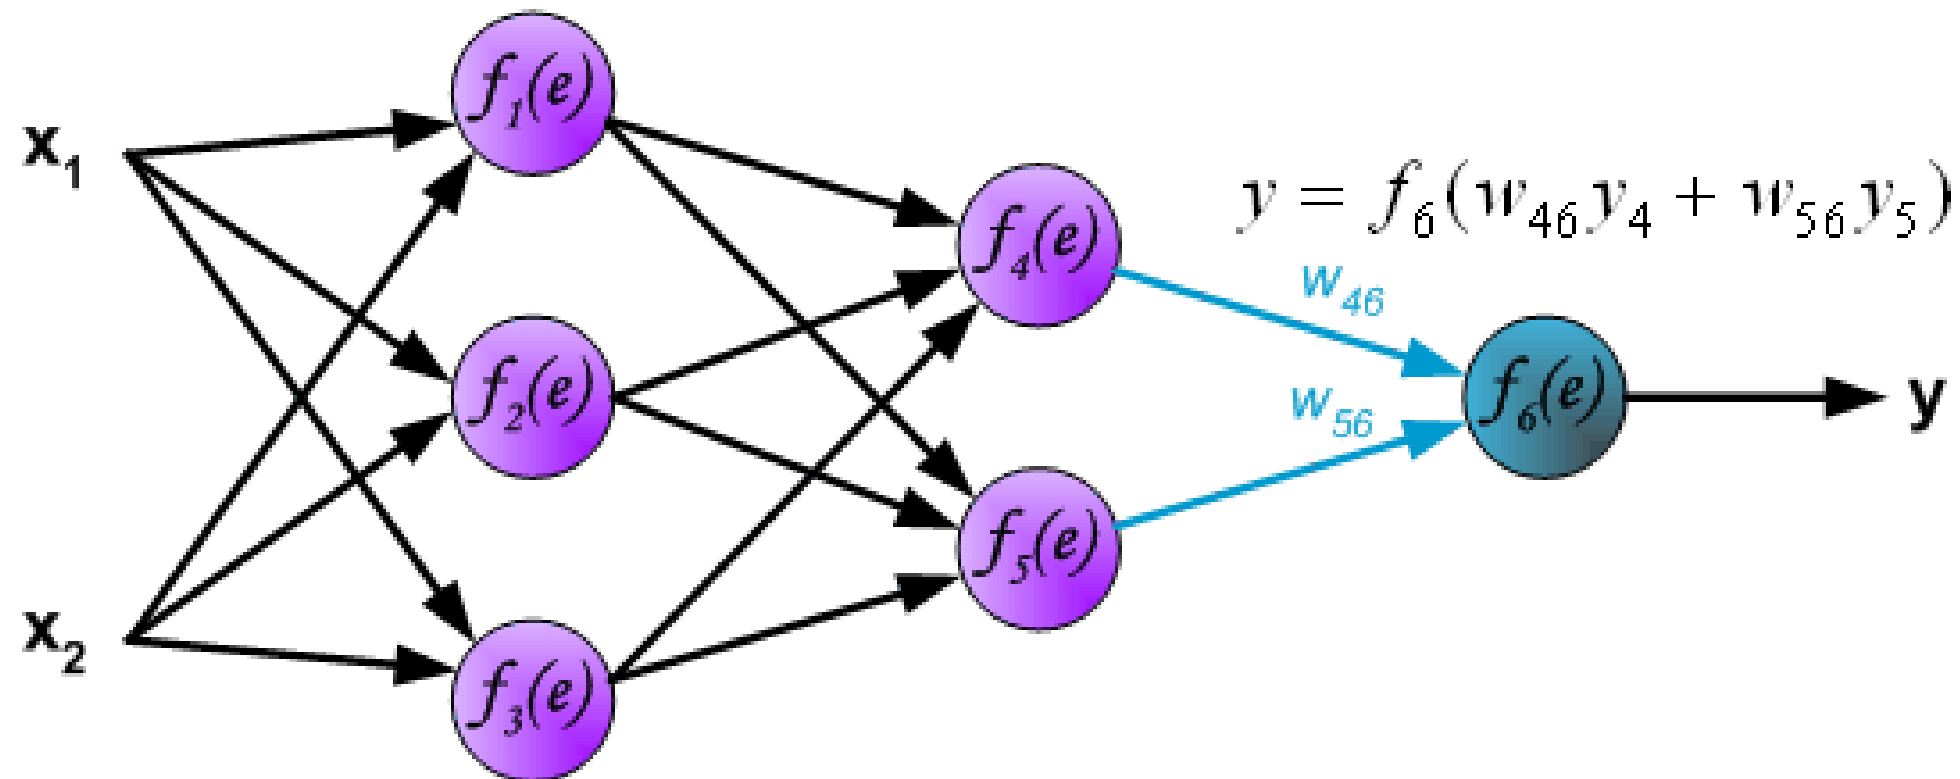 x₁
x₂
f₁(e)
f₂(e)
f₃(e)
f₄(e)
f₅(e)
y = f₆(w₄₆y₄ + w₅₆y₅)
w₄₆
w₅₆
f₆(e)
y